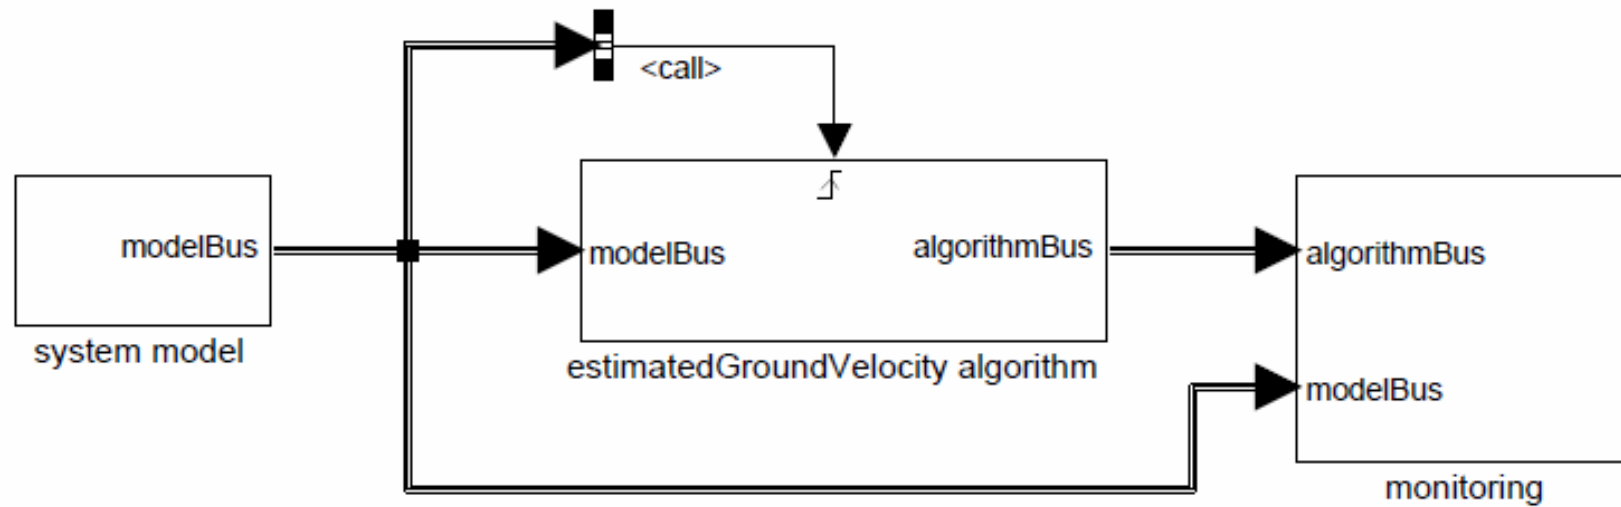 <call>
modelBus
modelBus
algorithmBus
algorithmBus
system model
estimatedGroundVelocity algorithm
modelBus
monitoring